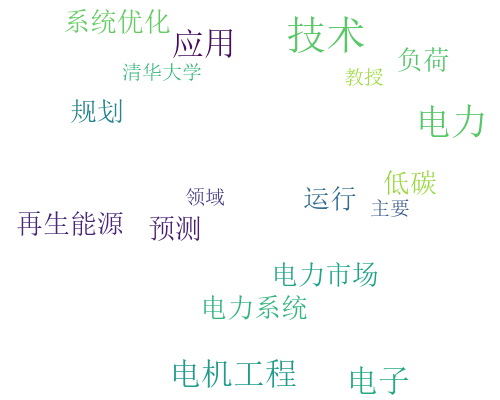 系统优化
应用
技术
负荷
清华大学
教授
规划
电力
低碳
领域
运行
主要
再生能源
预测
电力市场
电力系统
电机工程
电子